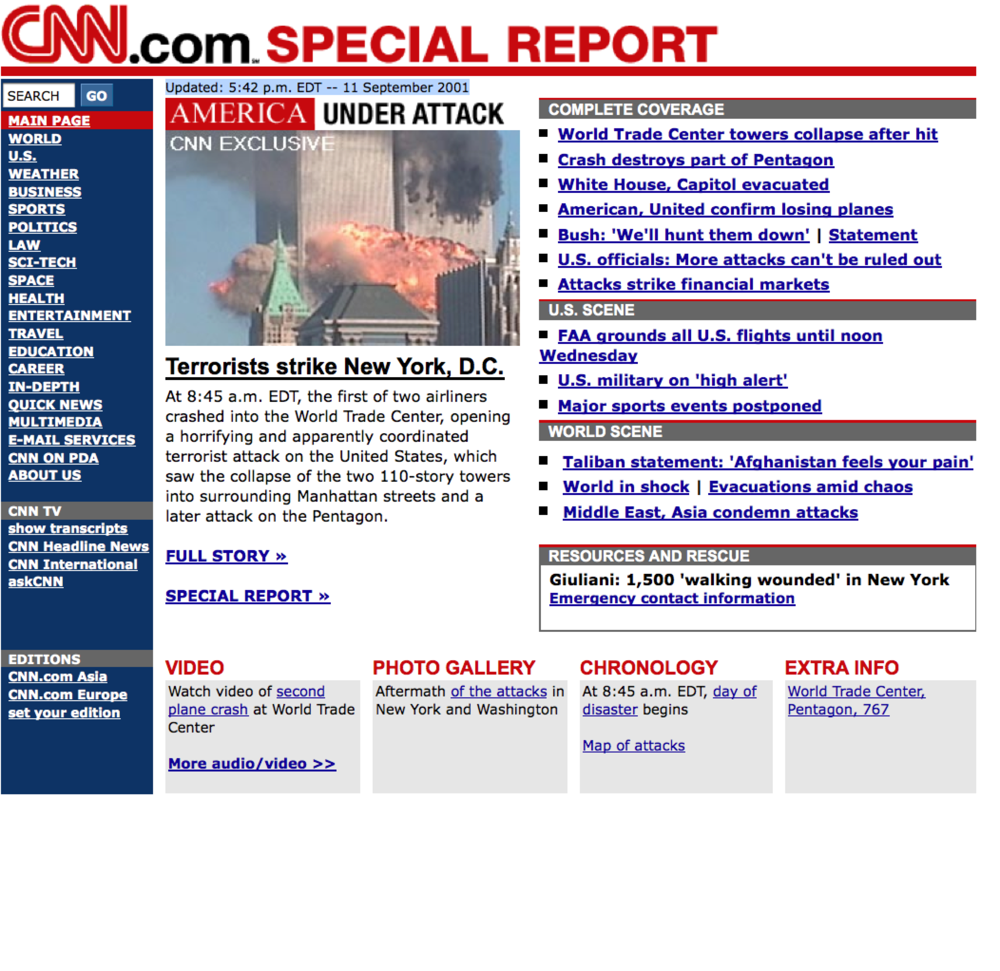 CNN.com SPECIAL REPORT
SEARCH GO
MAIN PAGE
WORLD
U.S.
WEATHER
BUSINESS
SPORTS
POLITICS
LAW
SCI-TECH
SPACE
HEALTH
ENTERTAINMENT
TRAVEL
EDUCATION
CAREER
IN-DEPTH
QUICK NEWS
MULTIMEDIA
E-MAIL SERVICES
CNN ON PDA
ABOUT US
CNN TV
show transcripts
CNN Headline News
CNN International
askCNN
EDITIONS
CNN.com Asia
CNN.com Europe
set your edition
Updated: 5:42 p.m. EDT -- 11 September 2001
AMERICA UNDER ATTACK
CNN EXCLUSIVE
Terrorists strike New York, D.C.
At 8:45 a.m. EDT, the first of two airliners
crashed into the World Trade Center, opening
a horrifying and apparently coordinated
terrorist attack on the United States, which
saw the collapse of the two 110-story towers
into surrounding Manhattan streets and a
later attack on the Pentagon.
FULL STORY »
SPECIAL REPORT »
COMPLETE COVERAGE
World Trade Center towers collapse after hit
Crash destroys part of Pentagon
White House, Capitol evacuated
American, United confirm losing planes
Bush: 'We'll hunt them down' | Statement
U.S. officials: More attacks can't be ruled out
Attacks strike financial markets
U.S. SCENE
FAA grounds all U.S. flights until noon
Wednesday
U.S. military on 'high alert'
Major sports events postponed
WORLD SCENE
Taliban statement: 'Afghanistan feels your pain'
World in shock | Evacuations amid chaos
Middle East, Asia condemn attacks
RESOURCES AND RESCUE
Giuliani: 1,500 'walking wounded' in New York
Emergency contact information
VIDEO
Watch video of second
plane crash at World Trade
Center
More audio/video >>
PHOTO GALLERY
Aftermath of the attacks in
New York and Washington
CHRONOLOGY
At 8:45 a.m. EDT, day of
disaster begins
Map of attacks
EXTRA INFO
World Trade Center,
Pentagon, 767